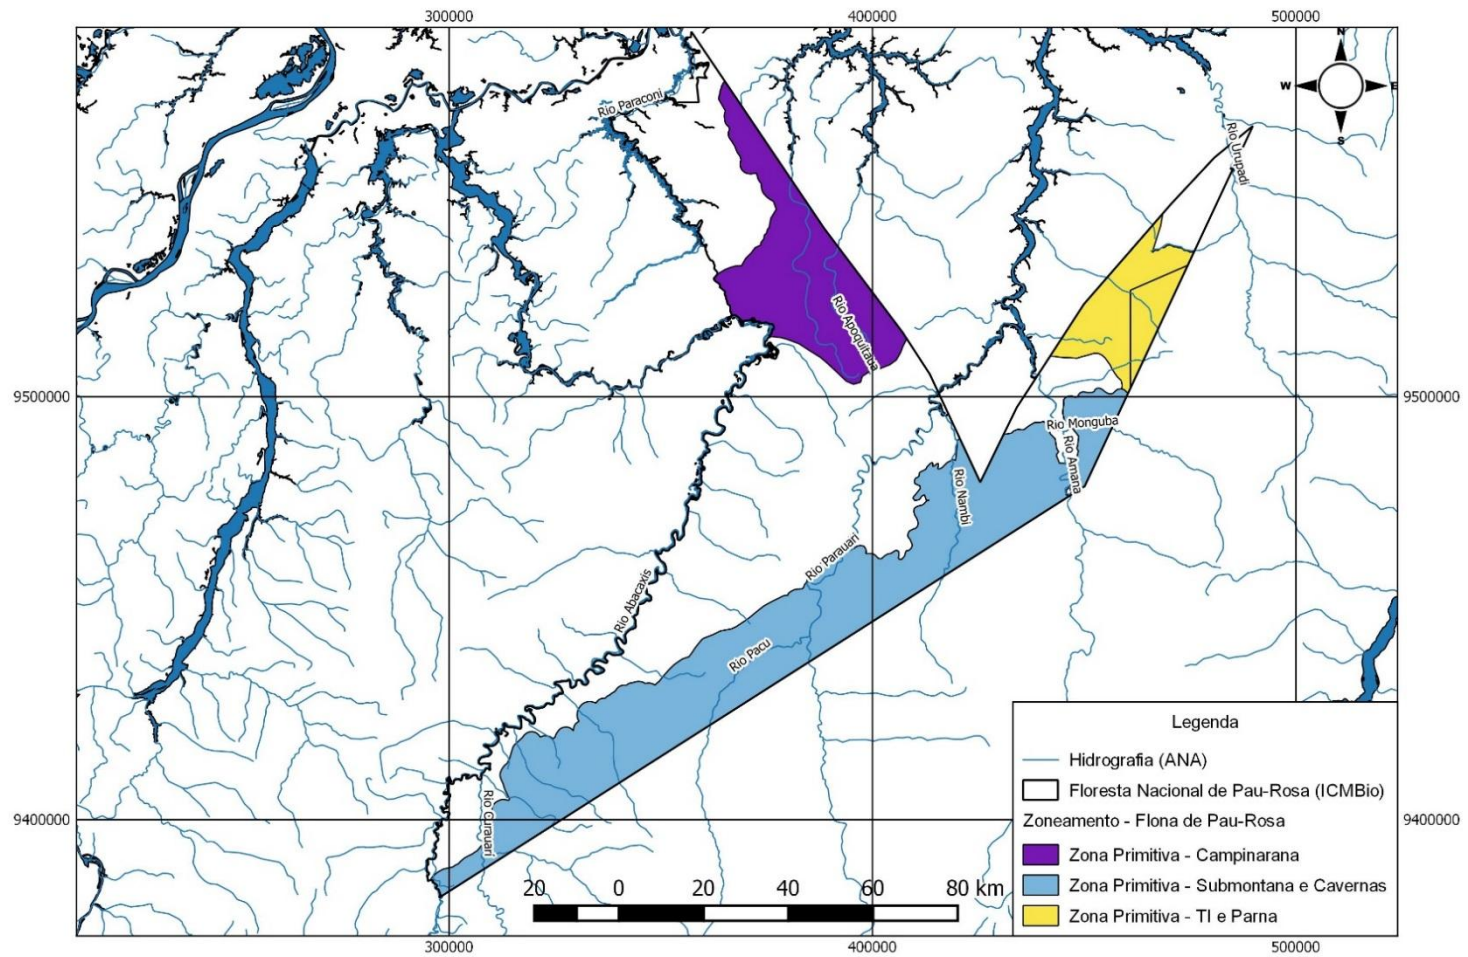 300000
400000
500000
N
W
E
S
Rio Paraconi
Rio Urupadi
Rio Apoquitaba
9500000
9500000
Rio Monguba
Rio Amana
Rio Nambi
Rio Parauari
Rio Abacaxis
Rio Pacu
Rio Curauari
9400000
9400000
Legenda
Hidrografia (ANA)
Floresta Nacional de Pau-Rosa (ICMBio)
Zoneamento - Flona de Pau-Rosa
Zona Primitiva - Campinarana
Zona Primitiva - Submontana e Cavernas
Zona Primitiva - TI e Parna
20 0 20 40 60 80 km
300000
400000
500000